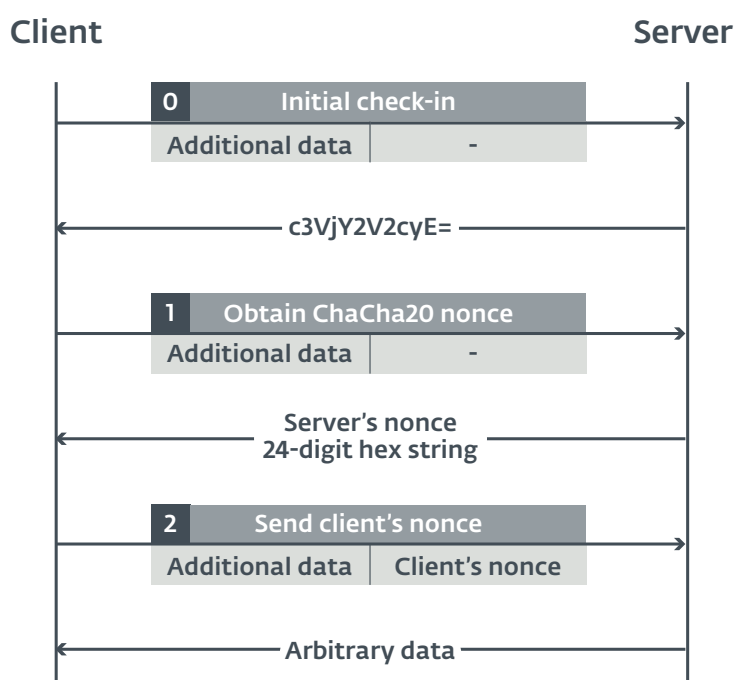 Client
Server
0
Initial check-in
Additional data
-
c3VjY2V2cyE=
1
Obtain ChaCha20 nonce
Additional data
-
Server's nonce
24-digit hex string
2
Send client's nonce
Additional data
Client's nonce
Arbitrary data